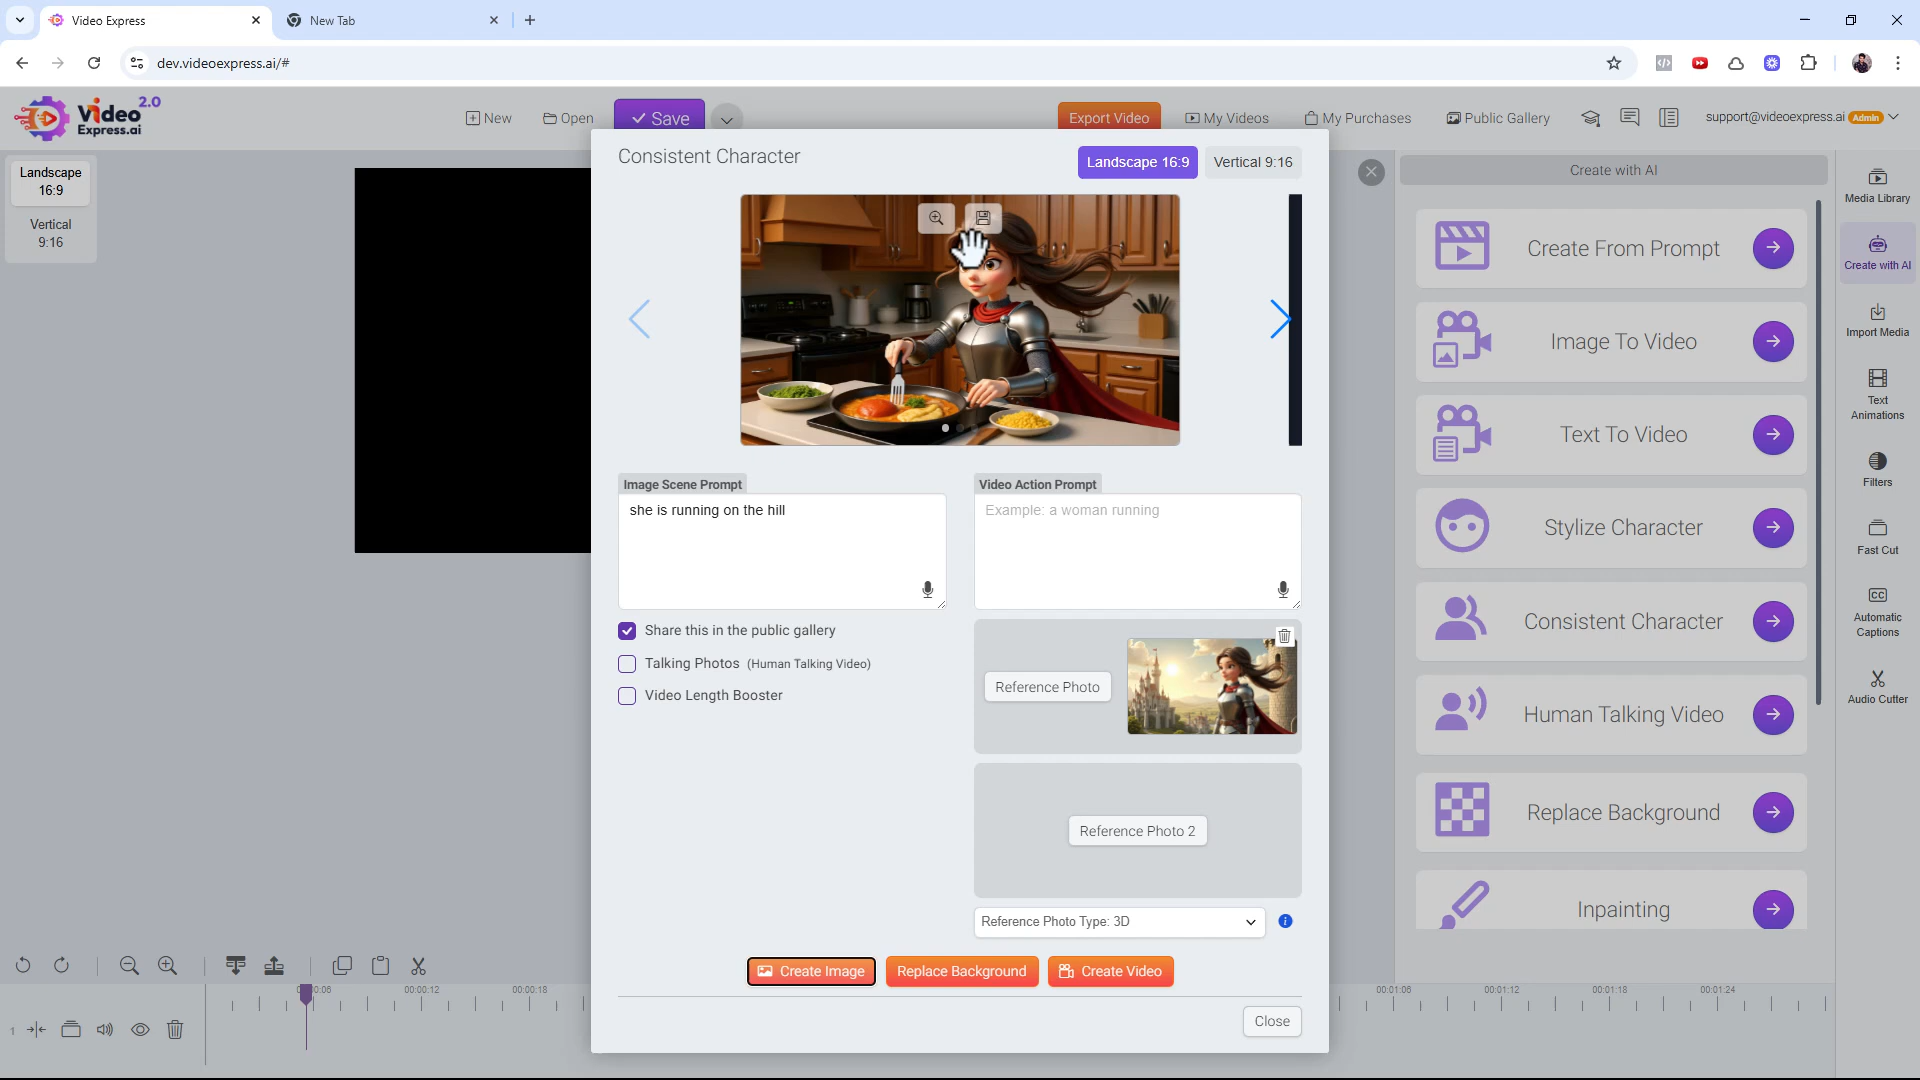 Video Express
New Tab
dev.videoexpress.ai/#
Video 2.0
Express.ai
New
Open
Save
Export Video
My Videos
My Purchases
Public Gallery
support@videoexpress.ai
Admin
Landscape
16:9
Vertical
9:16
Consistent Character
Landscape 16:9
Vertical 9:16
Image Scene Prompt
she is running on the hill
Video Action Prompt
Example: a woman running
Share this in the public gallery
Talking Photos (Human Talking Video)
Video Length Booster
Reference Photo
Reference Photo 2
Reference Photo Type: 3D
Create Image
Replace Background
Create Video
Close
Create with AI
Create From Prompt
Image To Video
Text To Video
Stylize Character
Consistent Character
Human Talking Video
Replace Background
Inpainting
Media Library
Create with AI
Import Media
Text
Animations
Filters
Fast Cut
CC
Automatic
Captions
Audio Cutter
00:00:12
00:00:18
00:01:06
00:01:12
00:01:18
00:01:24
1